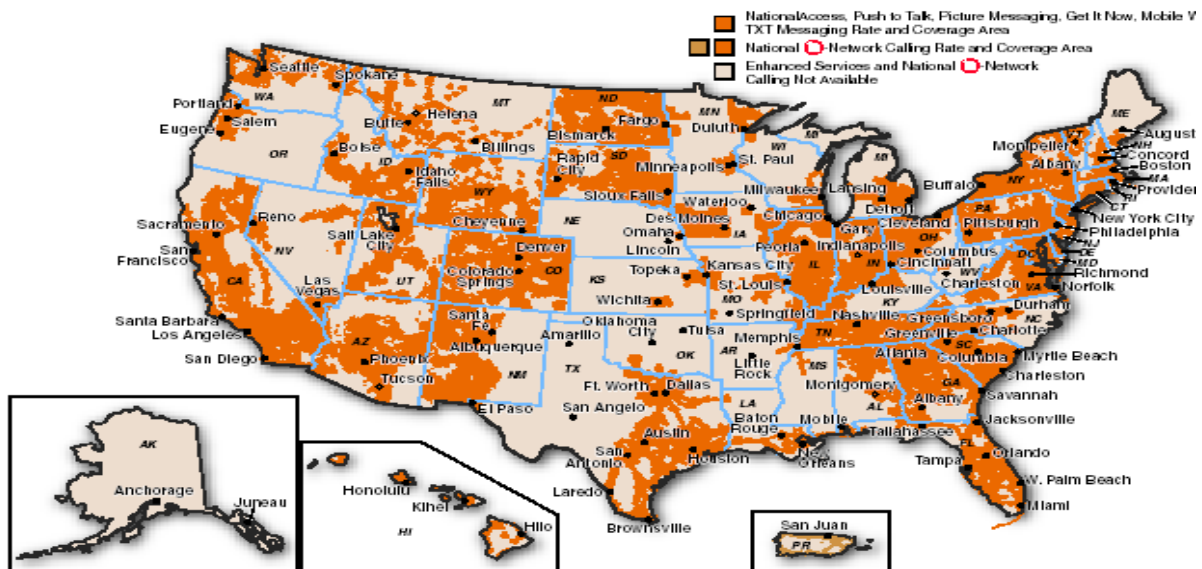 NationalAccess, Push to Talk, Picture Messaging, Get It Now, Mobile W
TXT Messaging Rate and Coverage Area
National -Network Calling Rate and Coverage Area
Enhanced Services and National -Network
Calling Not Available
Seattle
Spokane
WA
Portland
Salem
Eugene
OR
Helena
MT
Butte
Billings
Boise
ID
Idaho
Falls
ND
Fargo
Bismarck
MN
Duluth
Rapid
City
SD
Sioux Falls
Minneapolis
St. Paul
WI
MI
MI
Milwaukee
Lansing
Detroit
Waterloo
Des Moines
IA
Chicago
Gary
WY
Cheyenne
NE
Omaha
Lincoln
Sacramento
San
Francisco
Reno
NV
Salt Lake
City
UT
Las
Vegas
CA
Denver
Colorado
Springs
CO
KS
Topeka
Wichita
Kansas City
St. Louis
MO
Springfield
Peoria
IL
Indianapolis
IN
Cleveland
OH
Columbus
Cincinnati
Louisville
KY
WV
Charleston
Buffalo
NY
Albany
Montpelier
VT
ME
August
NH
Concord
Boston
MA
Provider
RI
CT
New York City
Philadelphia
NJ
DE
MD
DC
PA
Pittsburgh
Richmond
Norfolk
VA
Durham
Greensboro
NC
Charlotte
Greenville
SC
Columbia
Myrtle Beach
Charleston
Savannah
Jacksonville
Santa Barbara
Los Angeles
San Diego
AZ
Phoenix
Tucson
Santa
Fe
Albuquerque
NM
El Paso
Amarillo
Oklahoma
City
Tulsa
OK
TX
Ft. Worth
Dallas
San Angelo
Austin
San
Antonio
Houston
Laredo
Brownsville
AR
Little
Rock
Memphis
Nashville
TN
MS
LA
Baton
Rouge
New
Orleans
Mobile
Montgomery
AL
Atlanta
GA
Albany
Tallahassee
FL
Orlando
Tampa
W. Palm Beach
Miami
AK
Anchorage
Juneau
Honolulu
Kihei
Hilo
HI
San Juan
PR